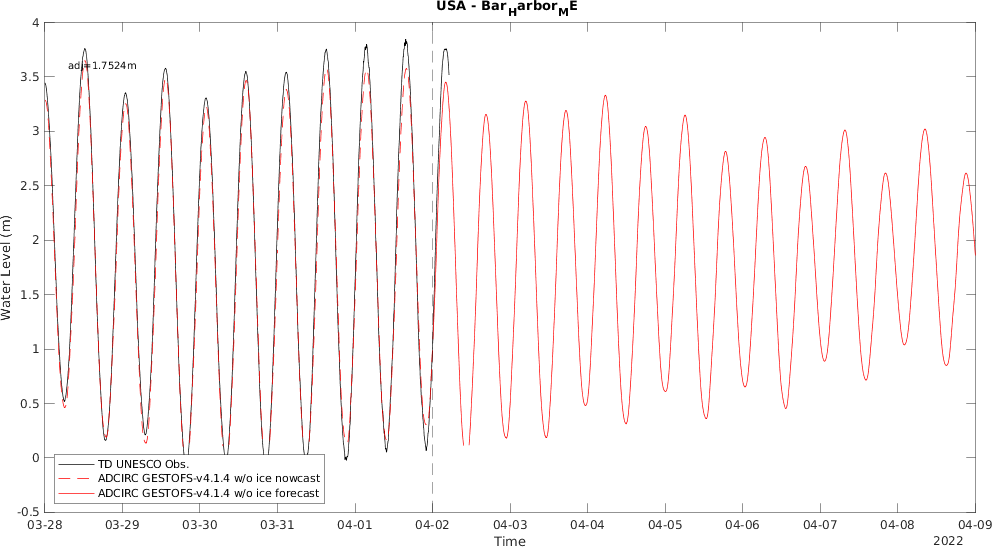 USA - BarHarborME
4
adj=1.7524m
3.5
3
2.5
2
1.5
1
0.5
0
-0.5
Water Level (m)
TD UNESCO Obs.
ADCIRC GESTOFS-v4.1.4 w/o ice nowcast
ADCIRC GESTOFS-v4.1.4 w/o ice forecast
03-28 03-29 03-30 03-31 04-01 04-02 04-03 04-04 04-05 04-06 04-07 04-08 04-09
Time
2022